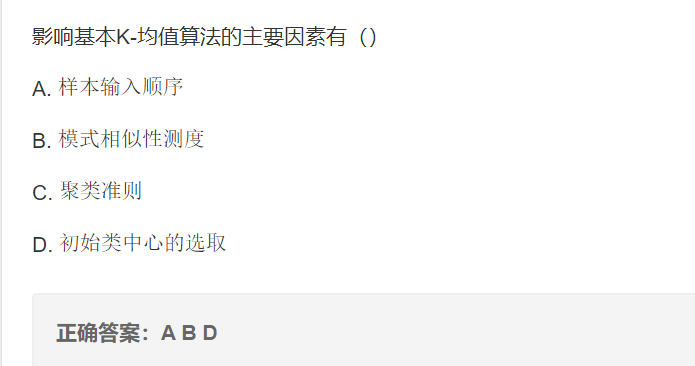 影响基本K-均值算法的主要因素有（）
A. 样本输入顺序
B. 模式相似性测度
C. 聚类准则
D. 初始类中心的选取
正确答案：A B D